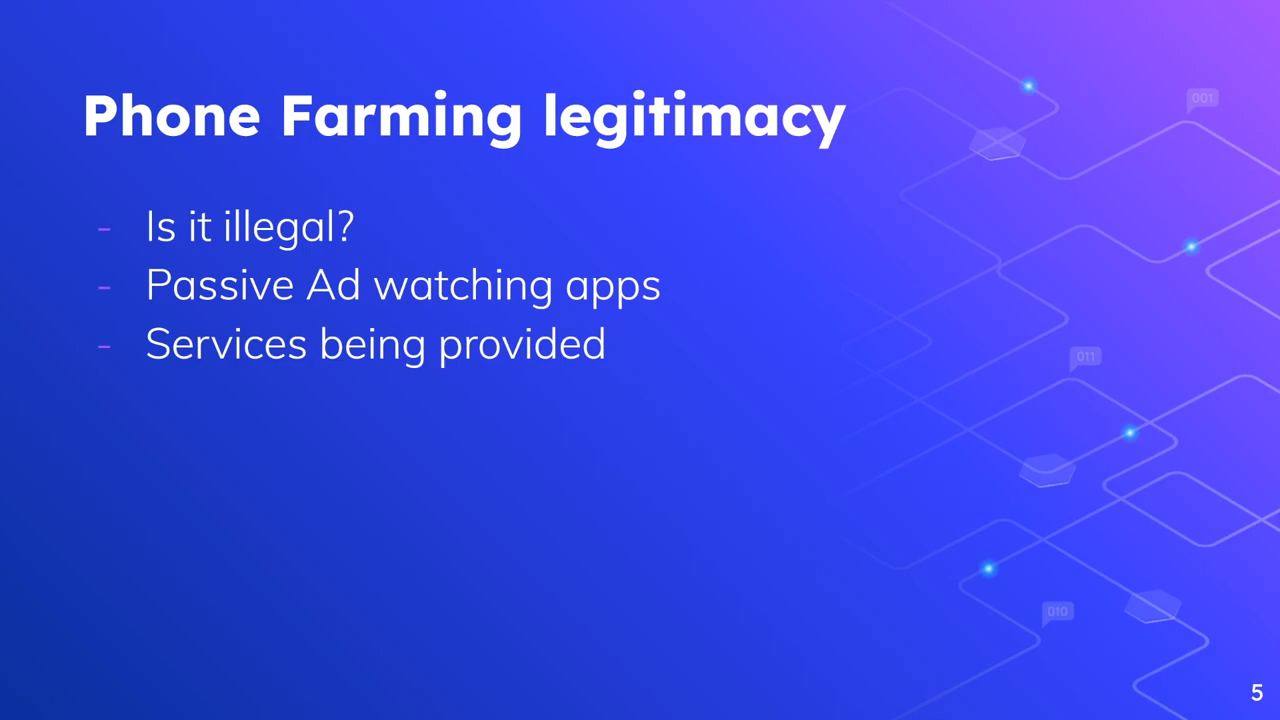 Phone Farming legitimacy
001
- Is it illegal?
- Passive Ad watching apps
- Services being provided
011
010
5